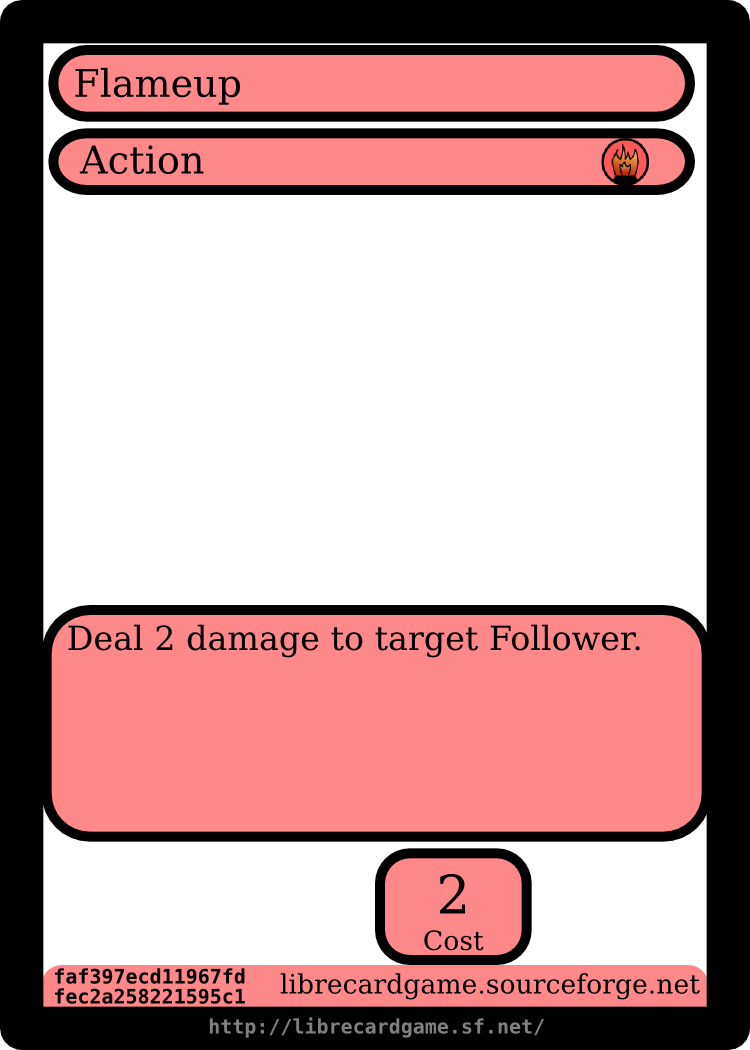 Flameup
Action
Deal 2 damage to target Follower.
2
Cost
faf397ecd11967fd
fec2a258221595c1
librecardgame.sourceforge.net
http://librecardgame.sf.net/